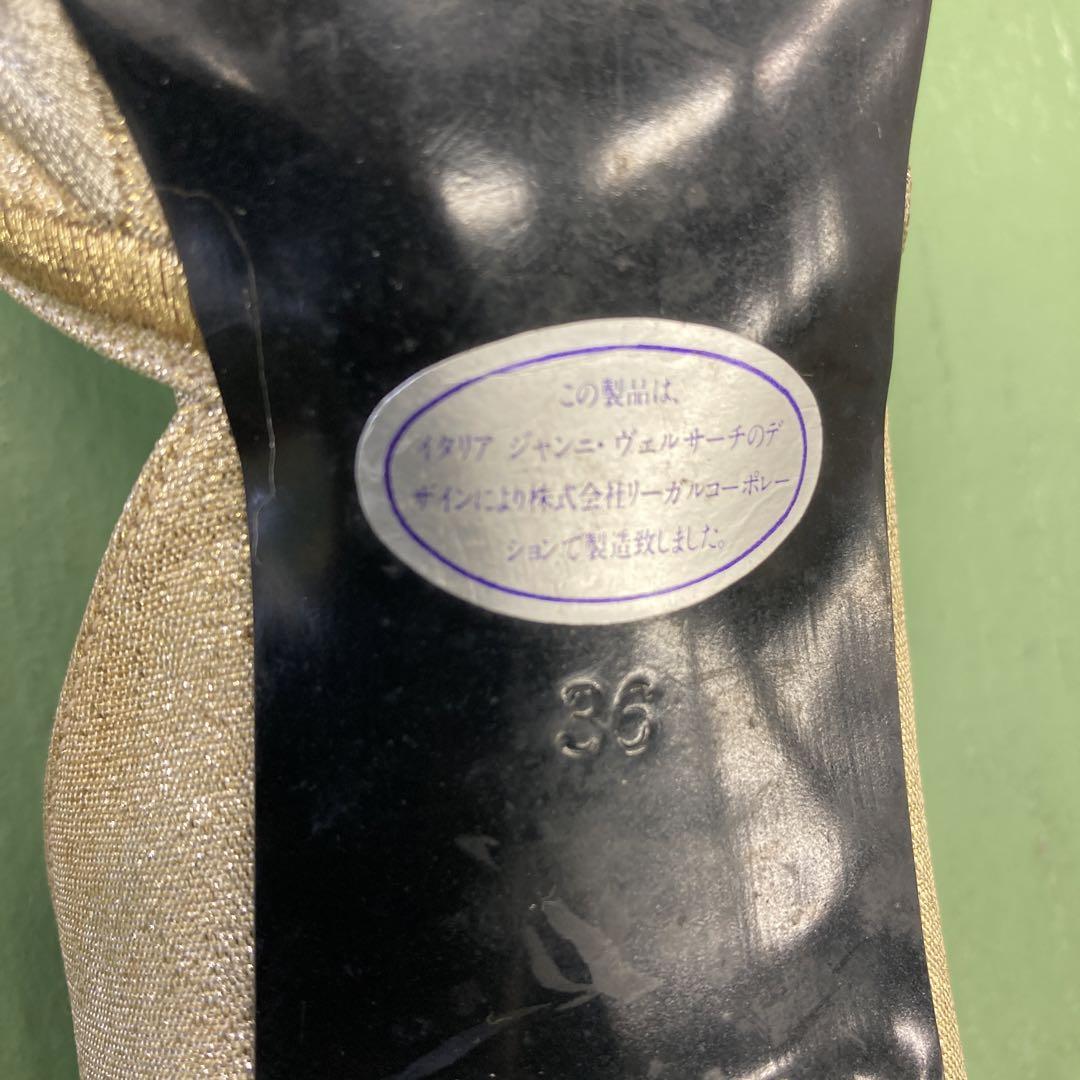 この製品は、
イタリア ジャンニ・ヴェルサーチのデ
ザインにより株式会社リーガルコーポレー
ションで製造致しました。
36